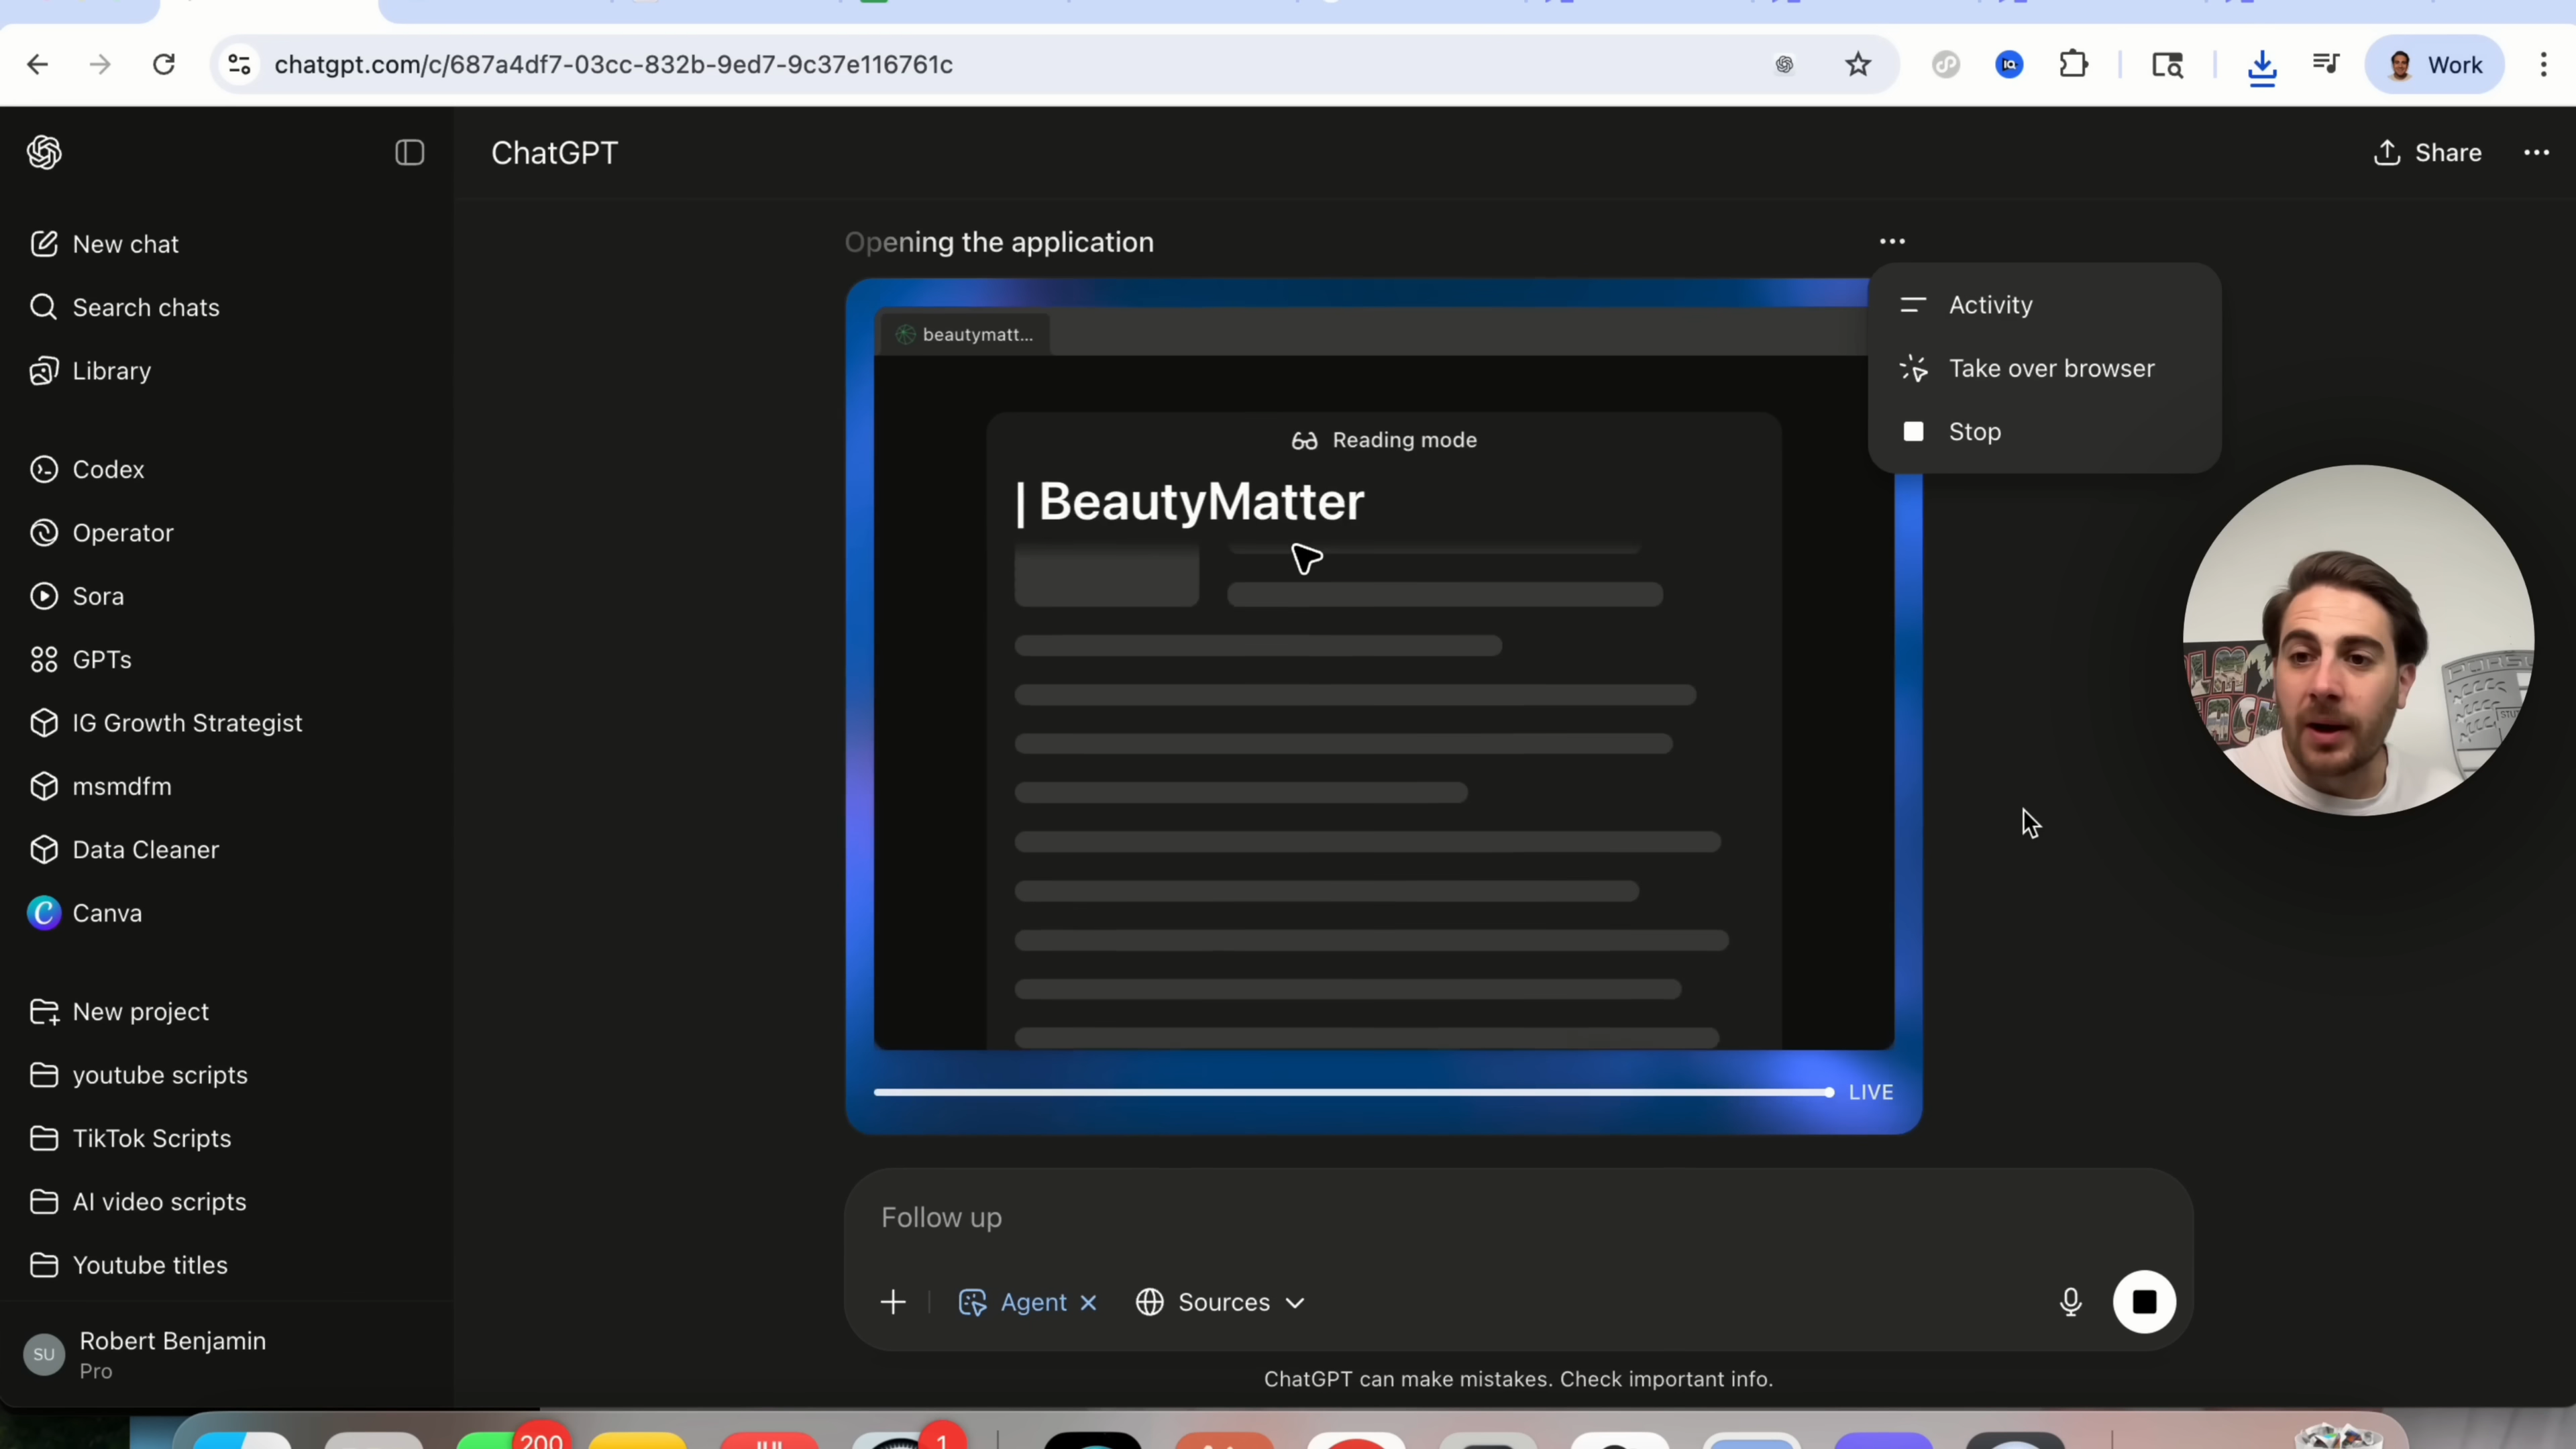 chatgpt.com/c/687a4df7-03cc-832b-9ed7-9c37e116761c
IQ
Work
ChatGPT
Share
New chat
Search chats
Library
Codex
Operator
Sora
GPTs
IG Growth Strategist
msmdfm
Data Cleaner
Canva
New project
youtube scripts
TikTok Scripts
AI video scripts
Youtube titles
SU
Robert Benjamin
Pro
Opening the application
Activity
Take over browser
Stop
beautymatt...
Reading mode
| BeautyMatter
LIVE
Follow up
Agent
Sources
ChatGPT can make mistakes. Check important info.
200
1